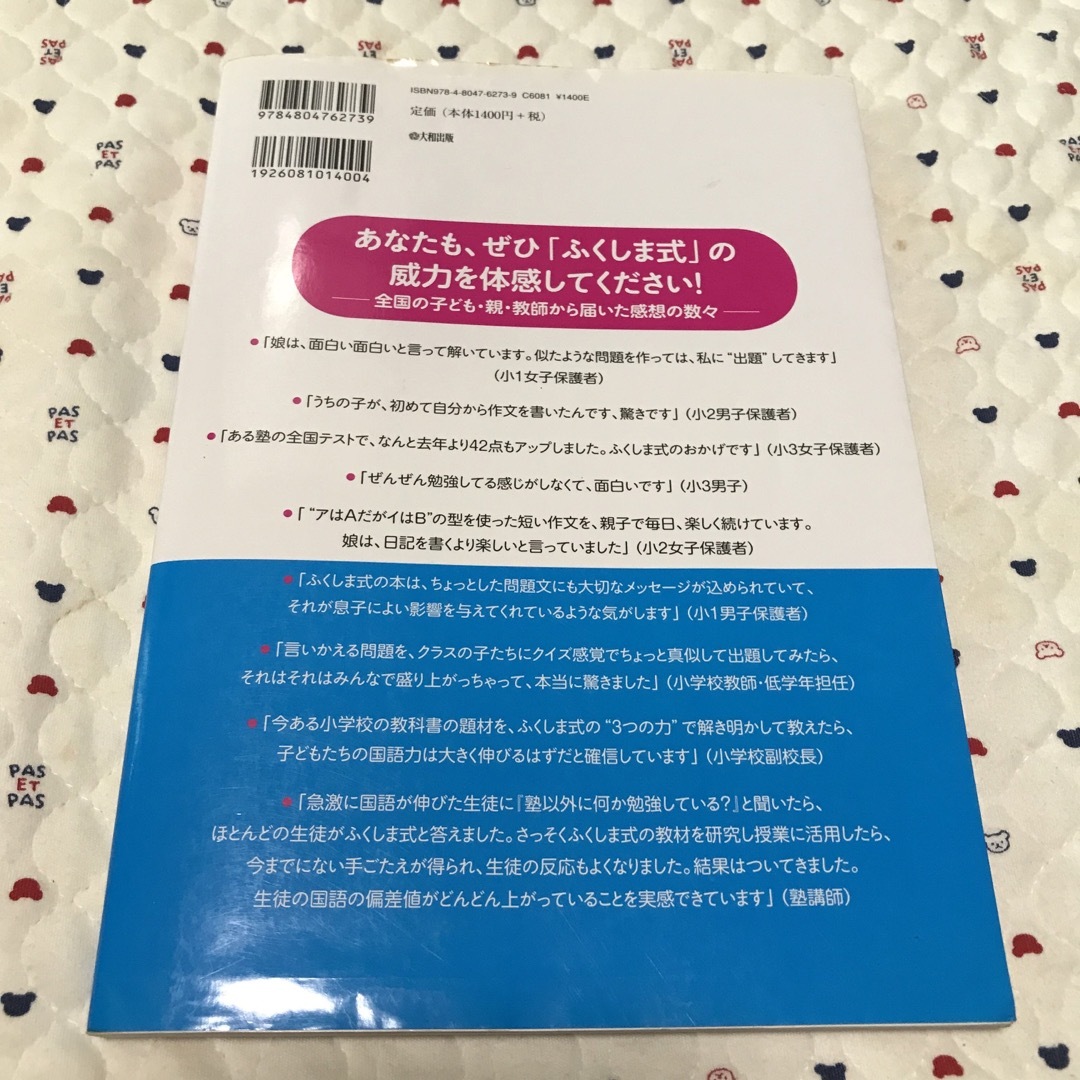 ISBN978-4-8047-6273-9 C6081 ¥1400E
9784804762739
定価（本体1400円+税）
大和出版
1926081014004
あなたも、ぜひ「ふくしま式」の
威力を体感してください！
全国の子ども・親・教師から届いた感想の数々
●「娘は、面白い面白いと言って解いています。似たような問題を作っては、私に“出題”してきます」
（小1女子保護者）
●「うちの子が、初めて自分から作文を書いたんです、驚きです」（小2男子保護者）
●「ある塾の全国テストで、なんと去年より42点もアップしました。ふくしま式のおかげです」（小3女子保護者）
●「ぜんぜん勉強してる感じがしなくて、面白いです」（小3男子）
●「“アはAだがイはB”の型を使った短い作文を、親子で毎日、楽しく続けています。
娘は、日記を書くより楽しいと言っていました」（小2女子保護者）
●「ふくしま式の本は、ちょっとした問題文にも大切なメッセージが込められていて、
それが息子によい影響を与えてくれているような気がします」（小1男子保護者）
●「言いかえる問題を、クラスの子たちにクイズ感覚でちょっと真似して出題してみたら、
それはそれはみんなで盛り上がっちゃって、本当に驚きました」（小学校教師・低学年担任）
●「今ある小学校の教科書の題材を、ふくしま式の“3つの力”で解き明かして教えたら、
子どもたちの国語力は大きく伸びるはずだと確信しています」（小学校副校長）
●「急激に国語が伸びた生徒に『塾以外に何か勉強している？』と聞いたら、
ほとんどの生徒がふくしま式と答えました。さっそくふくしま式の教材を研究し授業に活用したら、
今までにない手ごたえが得られ、生徒の反応もよくなりました。結果はついてきました。
生徒の国語の偏差値がどんどん上がっていることを実感できています」（塾講師）
PAS
ET
PAS
PAS
ET
PAS
PAS
ET
PAS